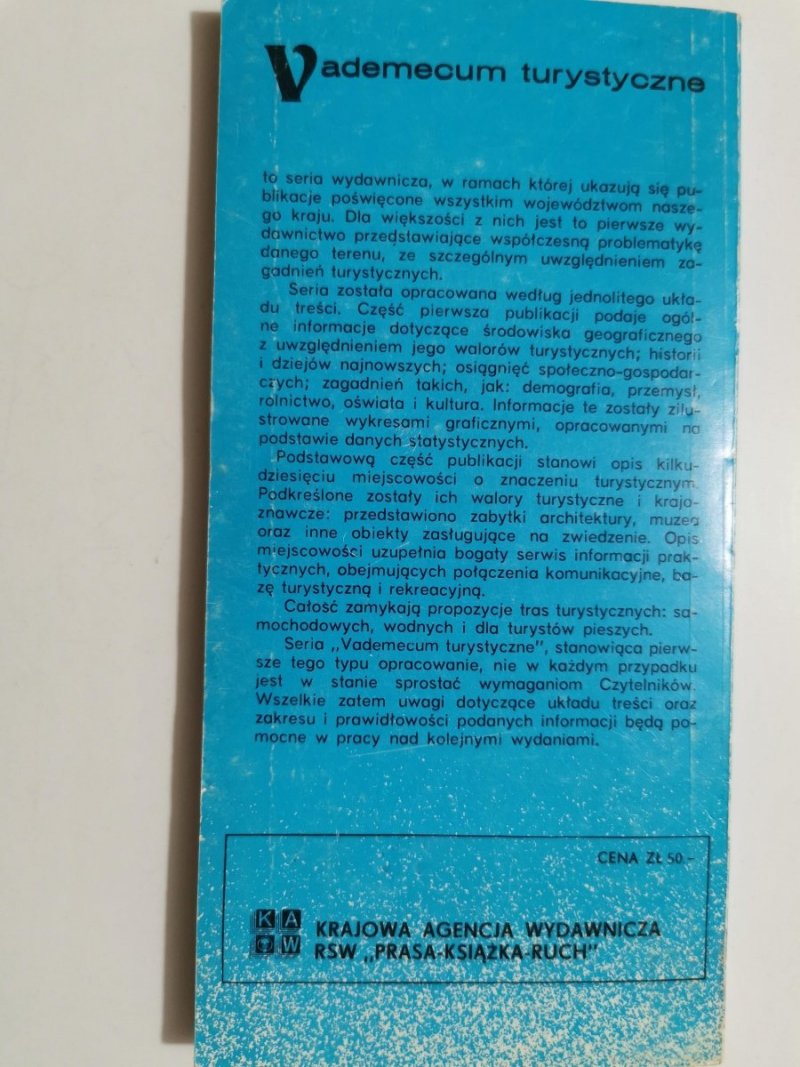 Vademecum turystyczne
to seria wydawnicza, w ramach której ukazują się pu-
blikacje poświęcone wszystkim województwom nasze-
go kraju. Dla większości z nich jest to pierwsze wy-
dawnictwo przedstawiające współczesną problematykę
danego terenu, ze szczególnym uwzględnieniem za-
gadnień turystycznych.
Seria została opracowana według jednolitego ukła-
du treści. Część pierwsza publikacji podaje ogól-
ne informacje dotyczące środowiska geograficznego
z uwzględnieniem jego walorów turystycznych; historii
i dziejów najnowszych; osiągnięć społeczno-gospodar-
czych; zagadnień takich, jak: demografia, przemysł,
rolnictwo, oświata i kultura. Informacje te zostały zilu-
strowane wykresami graficznymi, opracowanymi na
podstawie danych statystycznych.
Podstawową część publikacji stanowi opis kilku-
dziesięciu miejscowości o znaczeniu turystycznym.
Podkreślone zostały ich walory turystyczne i krajo-
znawcze: przedstawiono zabytki architektury, muzea
oraz inne obiekty zasługujące na zwiedzenie. Opis
miejscowości uzupełnia bogaty serwis informacji prak-
tycznych, obejmujących połączenia komunikacyjne, ba-
zę turystyczną i rekreacyjną.
Całość zamykają propozycje tras turystycznych: sa-
mochodowych, wodnych i dla turystów pieszych.
Seria „Vademecum turystyczne", stanowiąca pierw-
sze tego typu opracowanie, nie w każdym przypadku
jest w stanie sprostać wymaganiom Czytelników.
Wszelkie zatem uwagi dotyczące układu treści oraz
zakresu i prawidłowości podanych informacji będą po-
mocne w pracy nad kolejnymi wydaniami.
CENA ZŁ 50.–
KAW
KRAJOWA AGENCJA WYDAWNICZA
RSW „PRASA-KSIĄŻKA-RUCH"